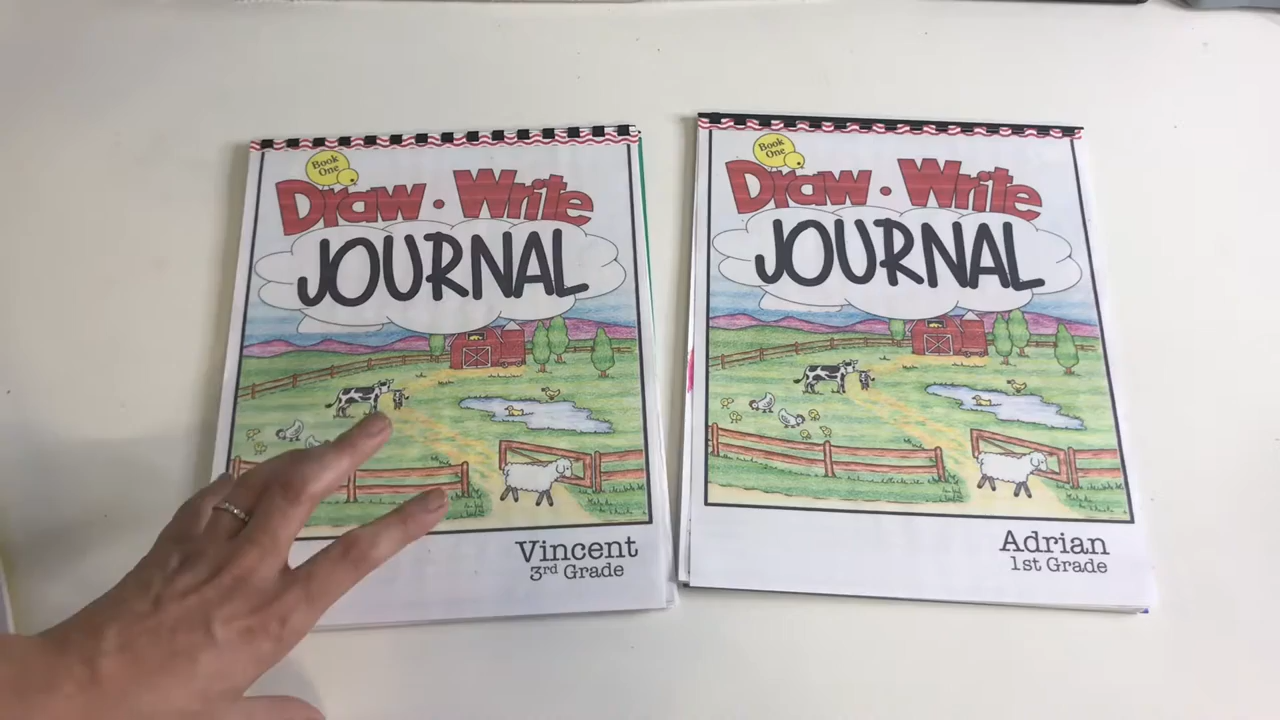 Book
One
Draw • Write
JOURNAL
Vincent
3rd Grade
Book
One
Draw • Write
JOURNAL
Adrian
1st Grade